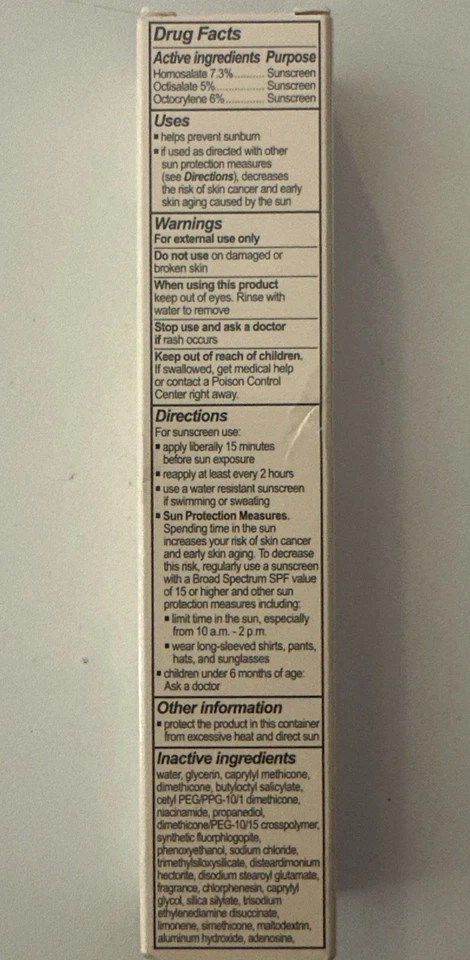 Drug Facts
Active ingredients Purpose
Homosalate 7.3%.......... Sunscreen
Octisalate 5%................ Sunscreen
Octocrylene 6%............. Sunscreen
Uses
▪ helps prevent sunburn
▪ if used as directed with other
sun protection measures
(see Directions), decreases
the risk of skin cancer and early
skin aging caused by the sun
Warnings
For external use only
Do not use on damaged or
broken skin
When using this product
keep out of eyes. Rinse with
water to remove
Stop use and ask a doctor
if rash occurs
Keep out of reach of children.
If swallowed, get medical help
or contact a Poison Control
Center right away.
Directions
For sunscreen use:
▪ apply liberally 15 minutes
before sun exposure
▪ reapply at least every 2 hours
▪ use a water resistant sunscreen
if swimming or sweating
▪ Sun Protection Measures.
Spending time in the sun
increases your risk of skin cancer
and early skin aging. To decrease
this risk, regularly use a sunscreen
with a Broad Spectrum SPF value
of 15 or higher and other sun
protection measures including:
▪ limit time in the sun, especially
from 10 a.m. - 2 p.m.
▪ wear long-sleeved shirts, pants,
hats, and sunglasses
▪ children under 6 months of age:
Ask a doctor
Other information
▪ protect the product in this container
from excessive heat and direct sun
Inactive ingredients
water, glycerin, caprylyl methicone,
dimethicone, butyloctyl salicylate,
cetyl PEG/PPG-10/1 dimethicone,
niacinamide, propanediol,
dimethicone/PEG-10/15 crosspolymer,
synthetic fluorphlogopite,
phenoxyethanol, sodium chloride,
trimethylsiloxysilicate, disteardimonium
hectorite, disodium stearoyl glutamate,
fragrance, chlorphenesin, caprylyl
glycol, silica silylate, trisodium
ethylenediamine disuccinate,
limonene, simethicone, maltodextrin,
aluminum hydroxide, adenosine,